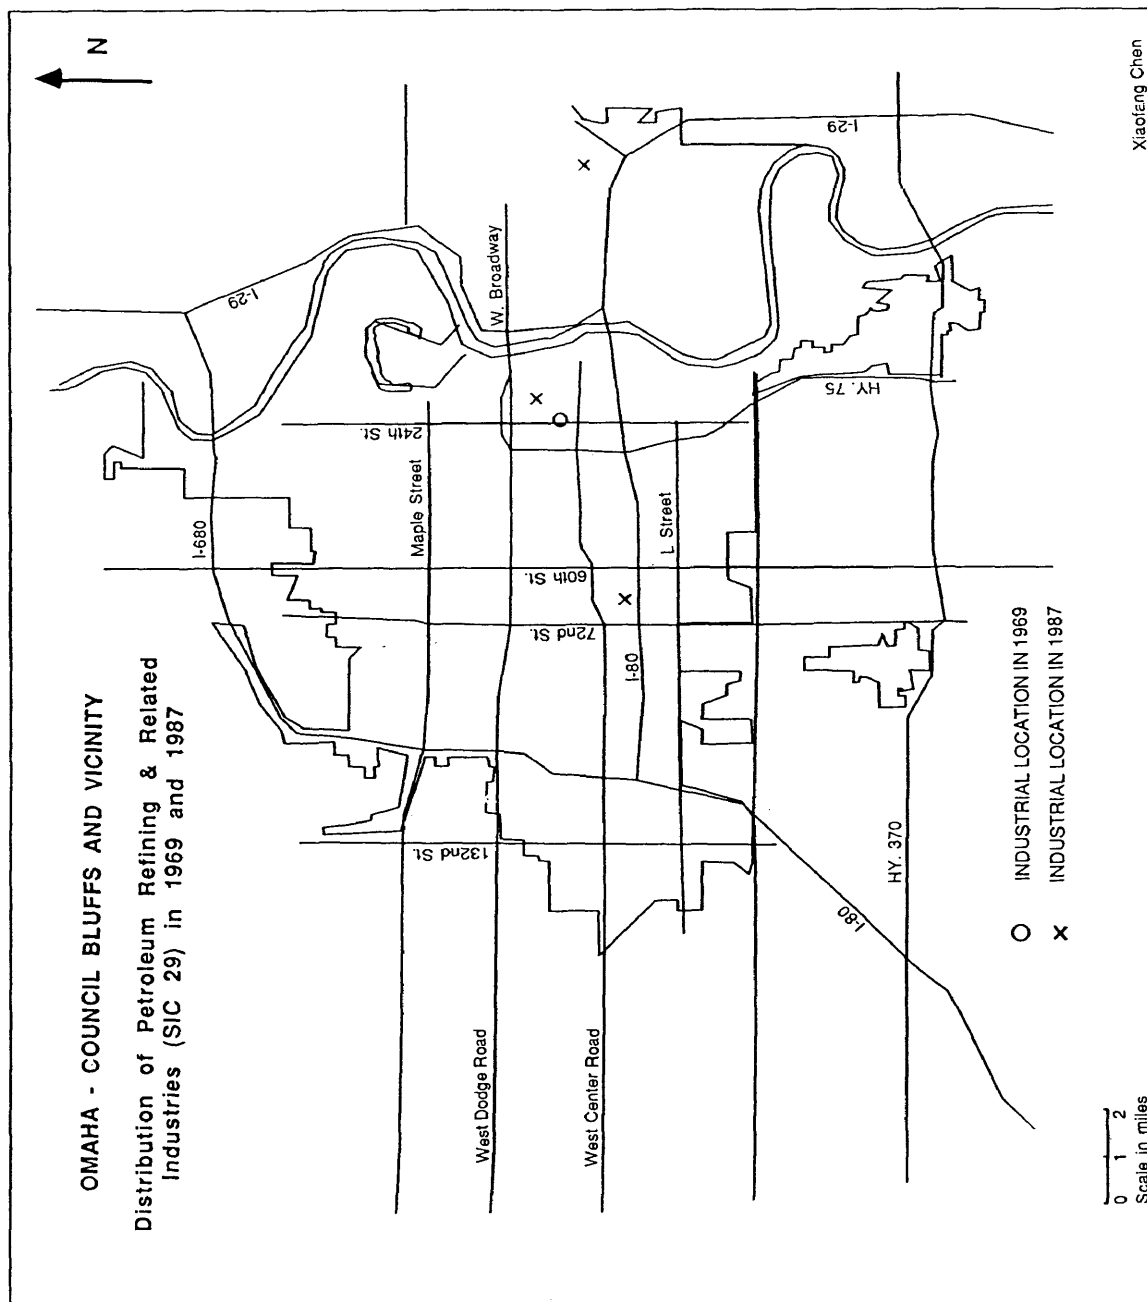 OMAHA - COUNCIL BLUFFS AND VICINITY
Distribution of Petroleum Refining & Related
Industries (SIC 29) in 1969 and 1987
N
I-680
I-29
Maple Street
24th St.
W. Broadway
60th St.
72nd St.
132nd St.
West Dodge Road
West Center Road
I-80
L Street
I-29
HY. 75
HY. 370
I-80
O INDUSTRIAL LOCATION IN 1969
X INDUSTRIAL LOCATION IN 1987
0 1 2
Scale in miles
Xiaofang Chen